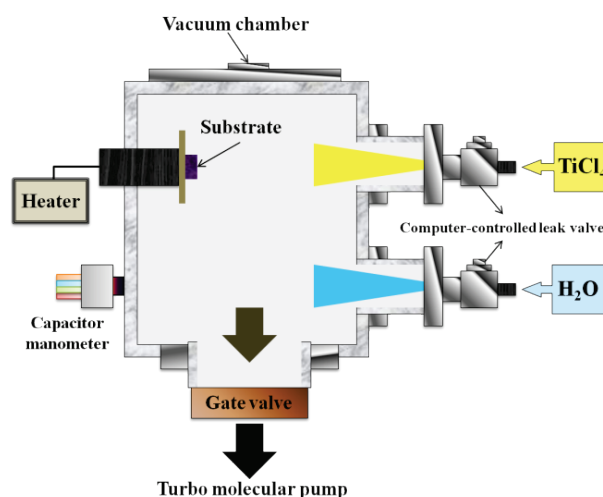 Vacuum chamber
Substrate
Heater
TiCl
Computer-controlled leak valve
H₂O
Capacitor
manometer
Gate valve
Turbo molecular pump